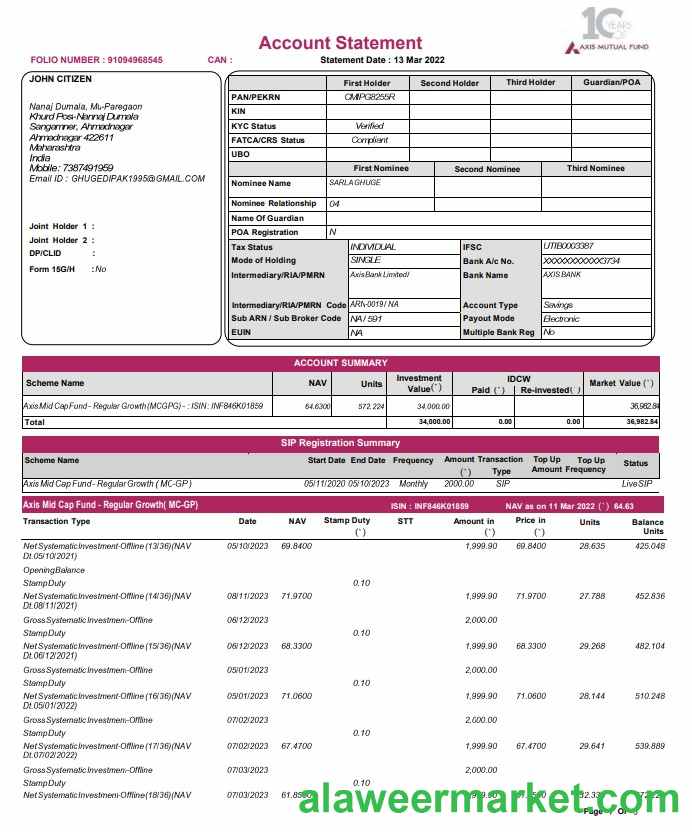 10 YEARS OF
AXIS MUTUAL FUND
Account Statement
FOLIO NUMBER : 91094968545 CAN : Statement Date : 13 Mar 2022
JOHN CITIZEN
Nanaj Dumala, Mu-Paregaon
Khurd Pos-Nannaj Dumala
Sangamner, Ahmadnagar
Ahmadnagar 422611
Maharashtra
India
Mobile: 7387491959
Email ID : GHUGEDIPAK1995@GMAIL.COM
Joint Holder 1 :
Joint Holder 2 :
DP/CLID :
Form 15G/H : No
First Holder Second Holder Third Holder Guardian/POA
PAN/PEKRN CMIPG8255R
KIN
KYC Status Verified
FATCA/CRS Status Compliant
UBO
First Nominee Second Nominee Third Nominee
Nominee Name SARLA GHUGE
Nominee Relationship 04
Name Of Guardian
POA Registration N
Tax Status INDIVIDUAL IFSC UTIB0003387
Mode of Holding SINGLE Bank A/c No. XXXXXXXXXXX3734
Intermediary/RIA/PMRN Axis Bank Limited/ Bank Name AXIS BANK
Intermediary/RIA/PMRN Code ARN-0019/ NA Account Type Savings
Sub ARN / Sub Broker Code NA / 591 Payout Mode Electronic
EUIN NA Multiple Bank Reg No
ACCOUNT SUMMARY
Scheme Name NAV Units Investment Value(`) IDCW Paid (`) Re-invested(`) Market Value (`)
Axis Mid Cap Fund - Regular Growth (MCGPG) - : ISIN : INF846K01859 64.6300 572.224 34,000.00 36,982.84
Total 34,000.00 0.00 0.00 36,982.84
SIP Registration Summary
Scheme Name Start Date End Date Frequency Amount (`) Transaction Type Top Up Amount Top Up Frequency Status
Axis Mid Cap Fund - Regular Growth ( MC-GP) 05/11/2020 05/10/2023 Monthly 2000.00 SIP Live SIP
Axis Mid Cap Fund - Regular Growth( MC-GP) ISIN : INF846K01859 NAV as on 11 Mar 2022 (`) 64.63
Transaction Type Date NAV Stamp Duty (`) STT Amount in (`) Price in (`) Units Balance Units
Net Systematic Investment - Offline (13/36) (NAV 05/10/2023 69.8400 1,999.90 69.8400 28.635 425.048
Dt.05/10/2021)
Opening Balance
Stamp Duty 0.10
Net Systematic Investment - Offline (14/36) (NAV 08/11/2023 71.9700 1,999.90 71.9700 27.788 452.836
Dt.08/11/2021)
Gross Systematic Investment - Offline 06/12/2023 2,000.00
Stamp Duty 0.10
Net Systematic Investment - Offline (15/36) (NAV 06/12/2023 68.3300 1,999.90 68.3300 29.268 482.104
Dt.06/12/2021)
Gross Systematic Investment - Offline 05/01/2023 2,000.00
Stamp Duty 0.10
Net Systematic Investment - Offline (16/36) (NAV 05/01/2023 71.0600 1,999.90 71.0600 28.144 510.248
Dt.05/01/2022)
Gross Systematic Investment - Offline 07/02/2023 2,000.00
Stamp Duty 0.10
Net Systematic Investment - Offline (17/36) (NAV 07/02/2023 67.4700 1,999.90 67.4700 29.641 539.889
Dt.07/02/2022)
Gross Systematic Investment - Offline 07/03/2023 2,000.00
Stamp Duty 0.10
Net Systematic Investment - Offline (18/36) (NAV 07/03/2023
alaweermarket.com
Page Of